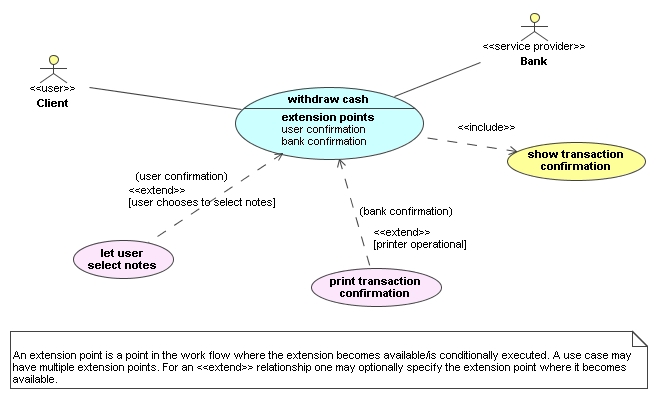 <<service provider>>
Bank
<<user>>
Client
withdraw cash
extension points
user confirmation
bank confirmation
<<include>>
show transaction
confirmation
(user confirmation)
<<extend>>
[user chooses to select notes]
(bank confirmation)
<<extend>>
[printer operational]
let user
select notes
print transaction
confirmation
An extension point is a point in the work flow where the extension becomes available/is conditionally executed. A use case may
have multiple extension points. For an <<extend>> relationship one may optionally specify the extension point where it becomes
available.